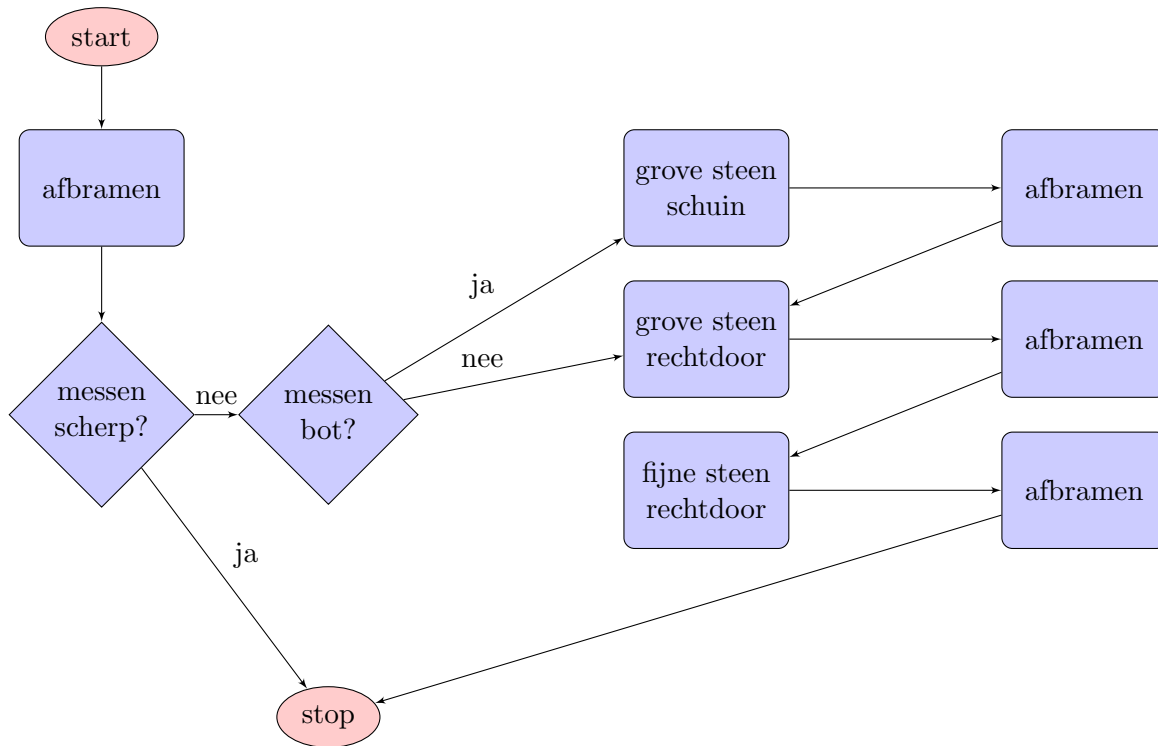 start
afbramen
messen
scherp?
nee
messen
bot?
ja
nee
grove steen
schuin
afbramen
grove steen
rechtdoor
afbramen
fijne steen
rechtdoor
afbramen
ja
stop